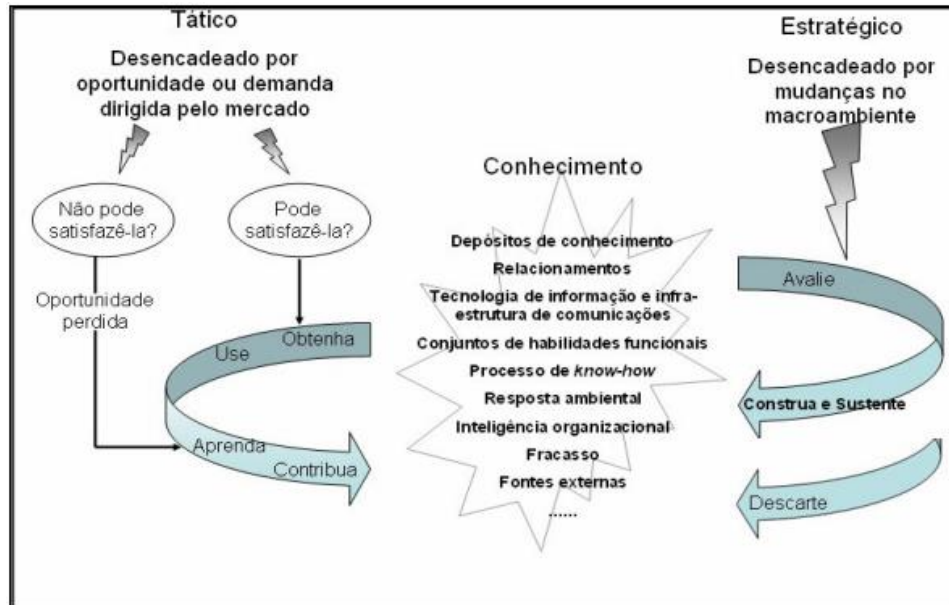 Tático
Desencadeado por
oportunidade ou demanda
dirigida pelo mercado
Não pode
satisfazê-la?
Pode
satisfazê-la?
Oportunidade
perdida
Use
Obtenha
Aprenda
Contribua
Conhecimento
Depósitos de conhecimento
Relacionamentos
Tecnologia de informação e infra-
estrutura de comunicações
Conjuntos de habilidades funcionais
Processo de know-how
Resposta ambiental
Inteligência organizacional
Fracasso
Fontes externas
......
Estratégico
Desencadeado por
mudanças no
macroambiente
Avalie
Construa e Sustente
Descarte